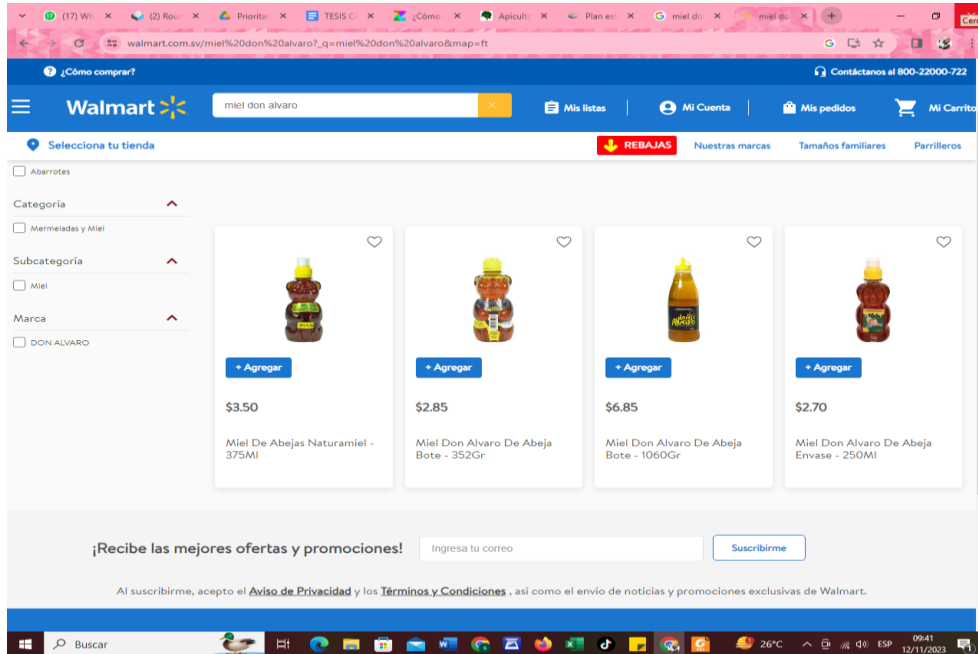 (17) Wh
(2) Rour
Prioritar
TESIS C/
¿Cómo
Apicult
Plan est
miel do
miel do
Cerr
walmart.com.sv/miel%20don%20alvaro?_q=miel%20don%20alvaro&map=ft
¿Cómo comprar?
Contáctanos al 800-22000-722
Walmart
miel don alvaro
Mis listas
Mi Cuenta
Mis pedidos
Mi Carrito
Selecciona tu tienda
REBAJAS
Nuestras marcas
Tamaños familiares
Parrilleros
Abarrotes
Categoría
Mermeladas y Miel
Subcategoría
Miel
Marca
DON ALVARO
+ Agregar
$3.50
Miel De Abejas Naturamiel -
375Ml
+ Agregar
$2.85
Miel Don Alvaro De Abeja
Bote - 352Gr
+ Agregar
$6.85
Miel Don Alvaro De Abeja
Bote - 1060Gr
+ Agregar
$2.70
Miel Don Alvaro De Abeja
Envase - 250Ml
¡Recibe las mejores ofertas y promociones!
Ingresa tu correo
Suscribirme
Al suscribirme, acepto el Aviso de Privacidad y los Términos y Condiciones , así como el envío de noticias y promociones exclusivas de Walmart.
Buscar
26°C
ESP
09:41
12/11/2023